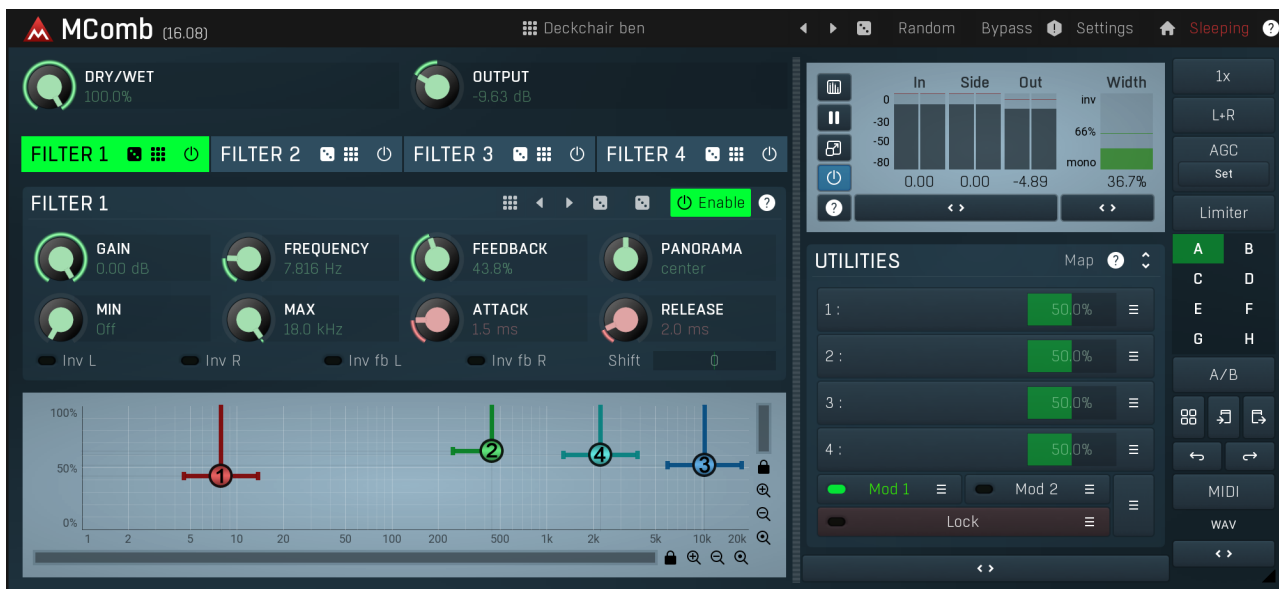 MComb (16.08) Deckchair ben Random Bypass Settings Sleeping ?
DRY/WET
100.0%
OUTPUT
-9.63 dB
FILTER 1 FILTER 2 FILTER 3 FILTER 4
FILTER 1 Enable ?
GAIN
0.00 dB
FREQUENCY
7.816 Hz
FEEDBACK
43.8%
PANORAMA
center
MIN
Off
MAX
18.0 kHz
ATTACK
1.5 ms
RELEASE
2.0 ms
Inv L Inv R Inv fb L Inv fb R Shift 0
100%
50%
0%
1 2 3 4
1 2 5 10 20 50 100 200 500 1k 2k 5k 10k 20k
In Side Out Width
0
-30
-50
-80
inv
66%
mono
0.00 0.00 -4.89 36.7%
?
UTILITIES Map ?
1 : 50.0%
2 : 50.0%
3 : 50.0%
4 : 50.0%
Mod 1 Mod 2
Lock
1x
L+R
AGC
Set
Limiter
A B
C D
E F
G H
A/B
MIDI
WAV